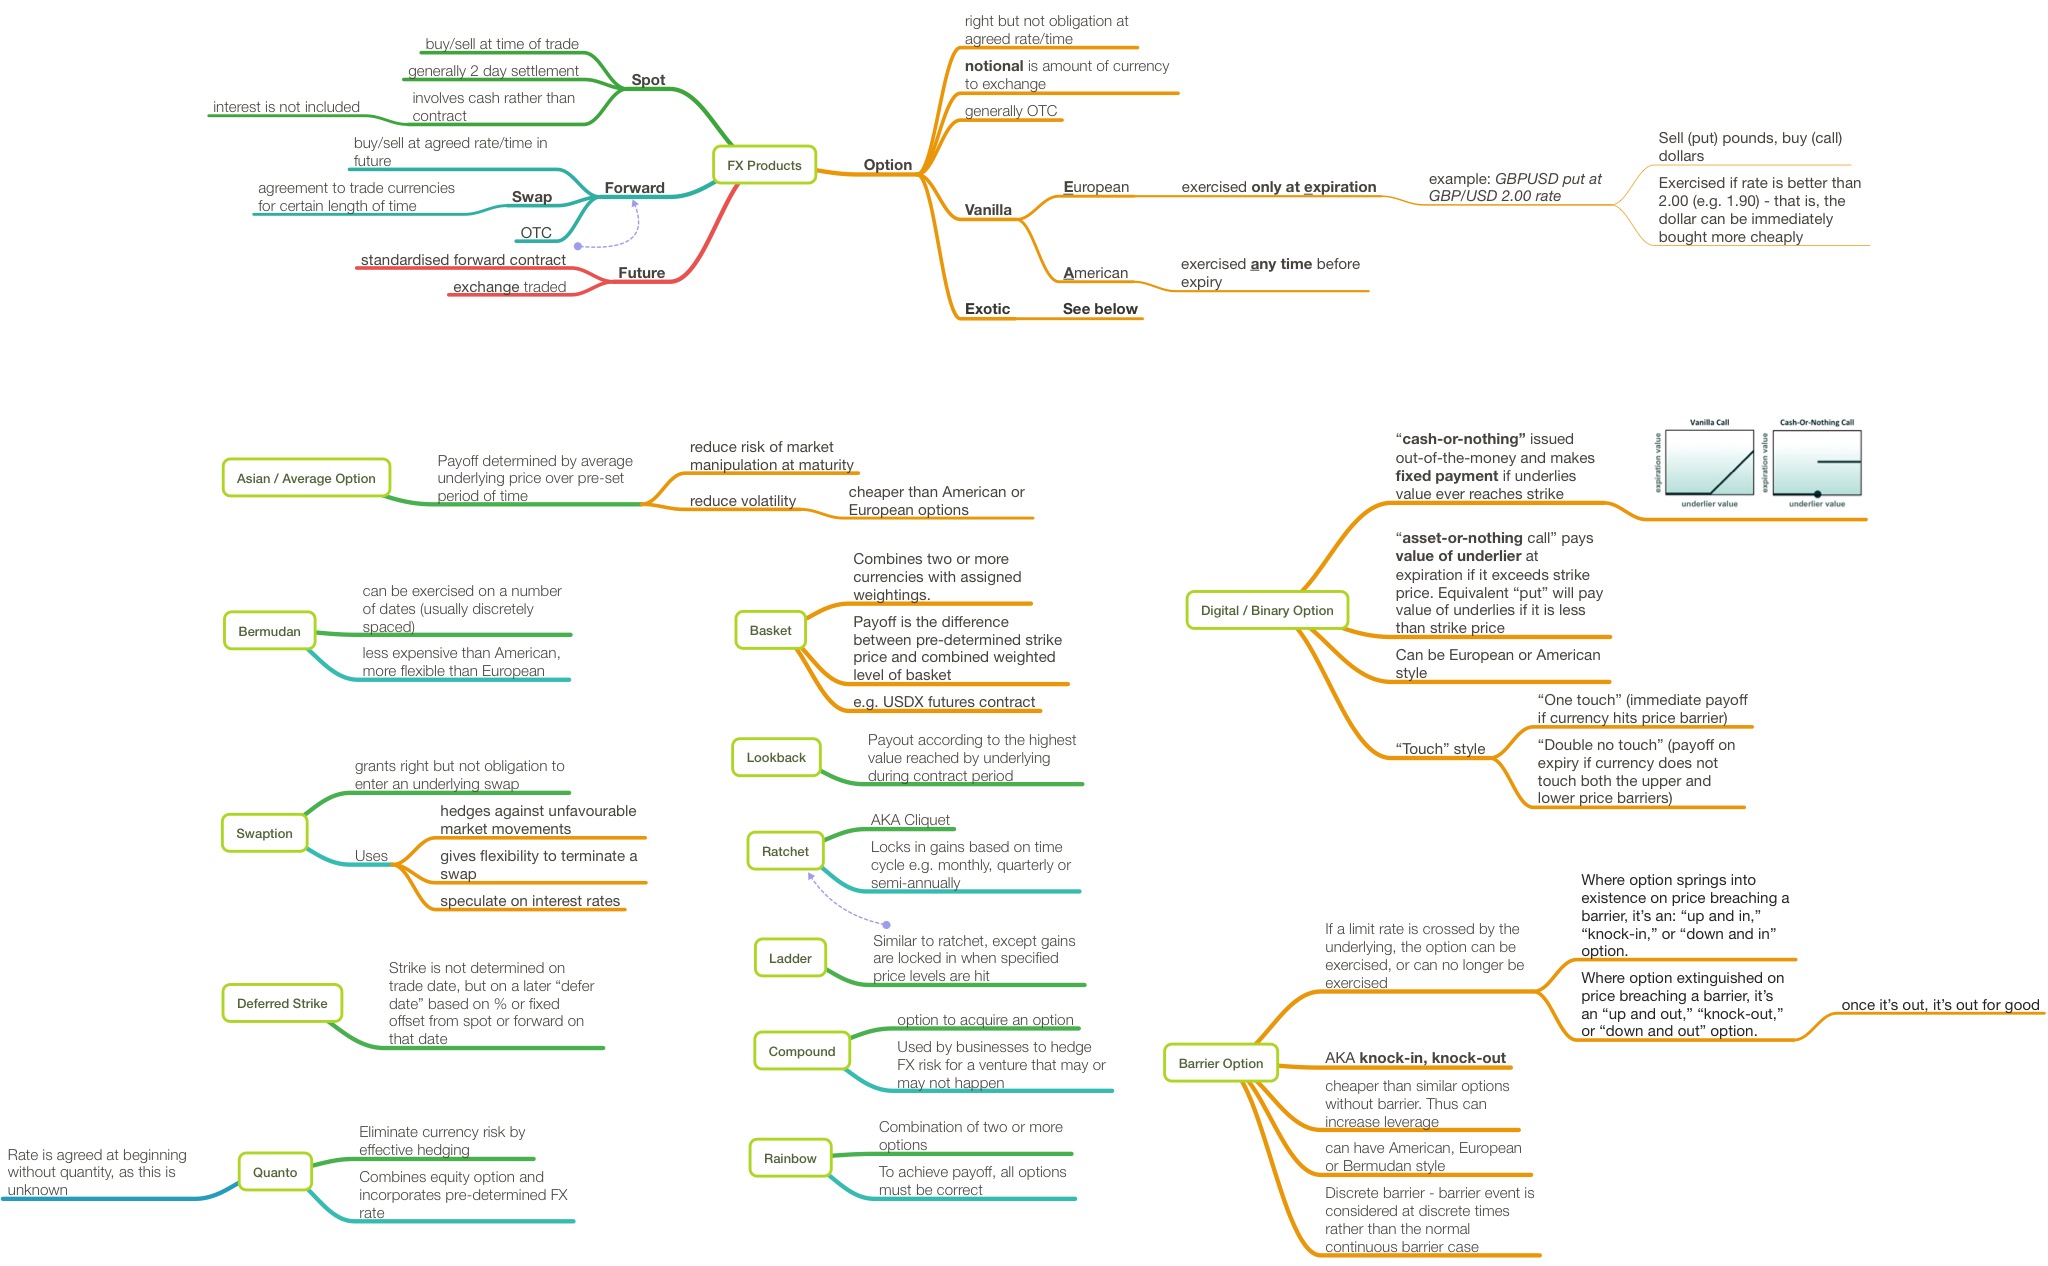 FX Products
Spot
buy/sell at time of trade
generally 2 day settlement
involves cash rather than
contract
interest is not included
Forward
buy/sell at agreed rate/time in
future
Swap
agreement to trade currencies
for certain length of time
OTC
Future
standardised forward contract
exchange traded
Option
right but not obligation at
agreed rate/time
notional is amount of currency
to exchange
generally OTC
Vanilla
European
exercised only at expiration
example: GBPUSD put at
GBP/USD 2.00 rate
Sell (put) pounds, buy (call)
dollars
Exercised if rate is better than
2.00 (e.g. 1.90) - that is, the
dollar can be immediately
bought more cheaply
American
exercised any time before
expiry
Exotic
See below
Asian / Average Option
Payoff determined by average
underlying price over pre-set
period of time
reduce risk of market
manipulation at maturity
reduce volatility
cheaper than American or
European options
Bermudan
can be exercised on a number
of dates (usually discretely
spaced)
less expensive than American,
more flexible than European
Swaption
grants right but not obligation to
enter an underlying swap
Uses
hedges against unfavourable
market movements
gives flexibility to terminate a
swap
speculate on interest rates
Deferred Strike
Strike is not determined on
trade date, but on a later “defer
date” based on % or fixed
offset from spot or forward on
that date
Quanto
Rate is agreed at beginning
without quantity, as this is
unknown
Eliminate currency risk by
effective hedging
Combines equity option and
incorporates pre-determined FX
rate
Basket
Combines two or more
currencies with assigned
weightings.
Payoff is the difference
between pre-determined strike
price and combined weighted
level of basket
e.g. USDX futures contract
Lookback
Payout according to the highest
value reached by underlying
during contract period
Ratchet
AKA Cliquet
Locks in gains based on time
cycle e.g. monthly, quarterly or
semi-annually
Ladder
Similar to ratchet, except gains
are locked in when specified
price levels are hit
Compound
option to acquire an option
Used by businesses to hedge
FX risk for a venture that may or
may not happen
Rainbow
Combination of two or more
options
To achieve payoff, all options
must be correct
Digital / Binary Option
“cash-or-nothing” issued
out-of-the-money and makes
fixed payment if underlies
value ever reaches strike
Vanilla Call
expiration value
underlier value
Cash-Or-Nothing Call
expiration value
underlier value
“asset-or-nothing call” pays
value of underlier at
expiration if it exceeds strike
price. Equivalent “put” will pay
value of underlies if it is less
than strike price
Can be European or American
style
“Touch” style
“One touch” (immediate payoff
if currency hits price barrier)
“Double no touch” (payoff on
expiry if currency does not
touch both the upper and
lower price barriers)
Barrier Option
If a limit rate is crossed by the
underlying, the option can be
exercised, or can no longer be
exercised
Where option springs into
existence on price breaching a
barrier, it’s an: “up and in,”
“knock-in,” or “down and in”
option.
Where option extinguished on
price breaching a barrier, it’s
an “up and out,” “knock-out,”
or “down and out” option.
once it’s out, it’s out for good
AKA knock-in, knock-out
cheaper than similar options
without barrier. Thus can
increase leverage
can have American, European
or Bermudan style
Discrete barrier - barrier event is
considered at discrete times
rather than the normal
continuous barrier case